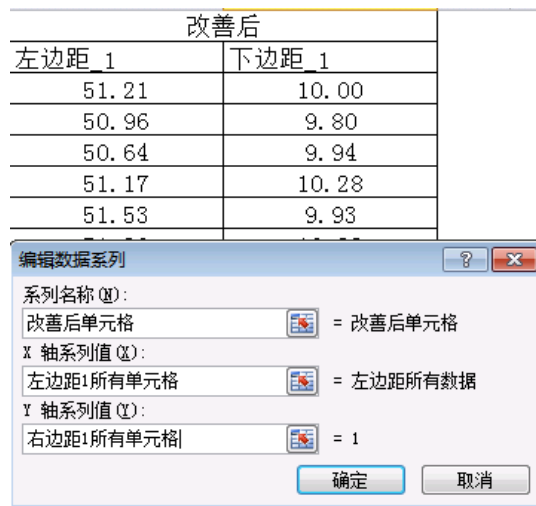 改善后
左边距_1 下边距_1
51.21 10.00
50.96 9.80
50.64 9.94
51.17 10.28
51.53 9.93
编辑数据系列
系列名称(N):
改善后单元格 = 改善后单元格
X 轴系列值(X):
左边距1所有单元格 = 左边距所有数据
Y 轴系列值(Y):
右边距1所有单元格 = 1
确定 取消